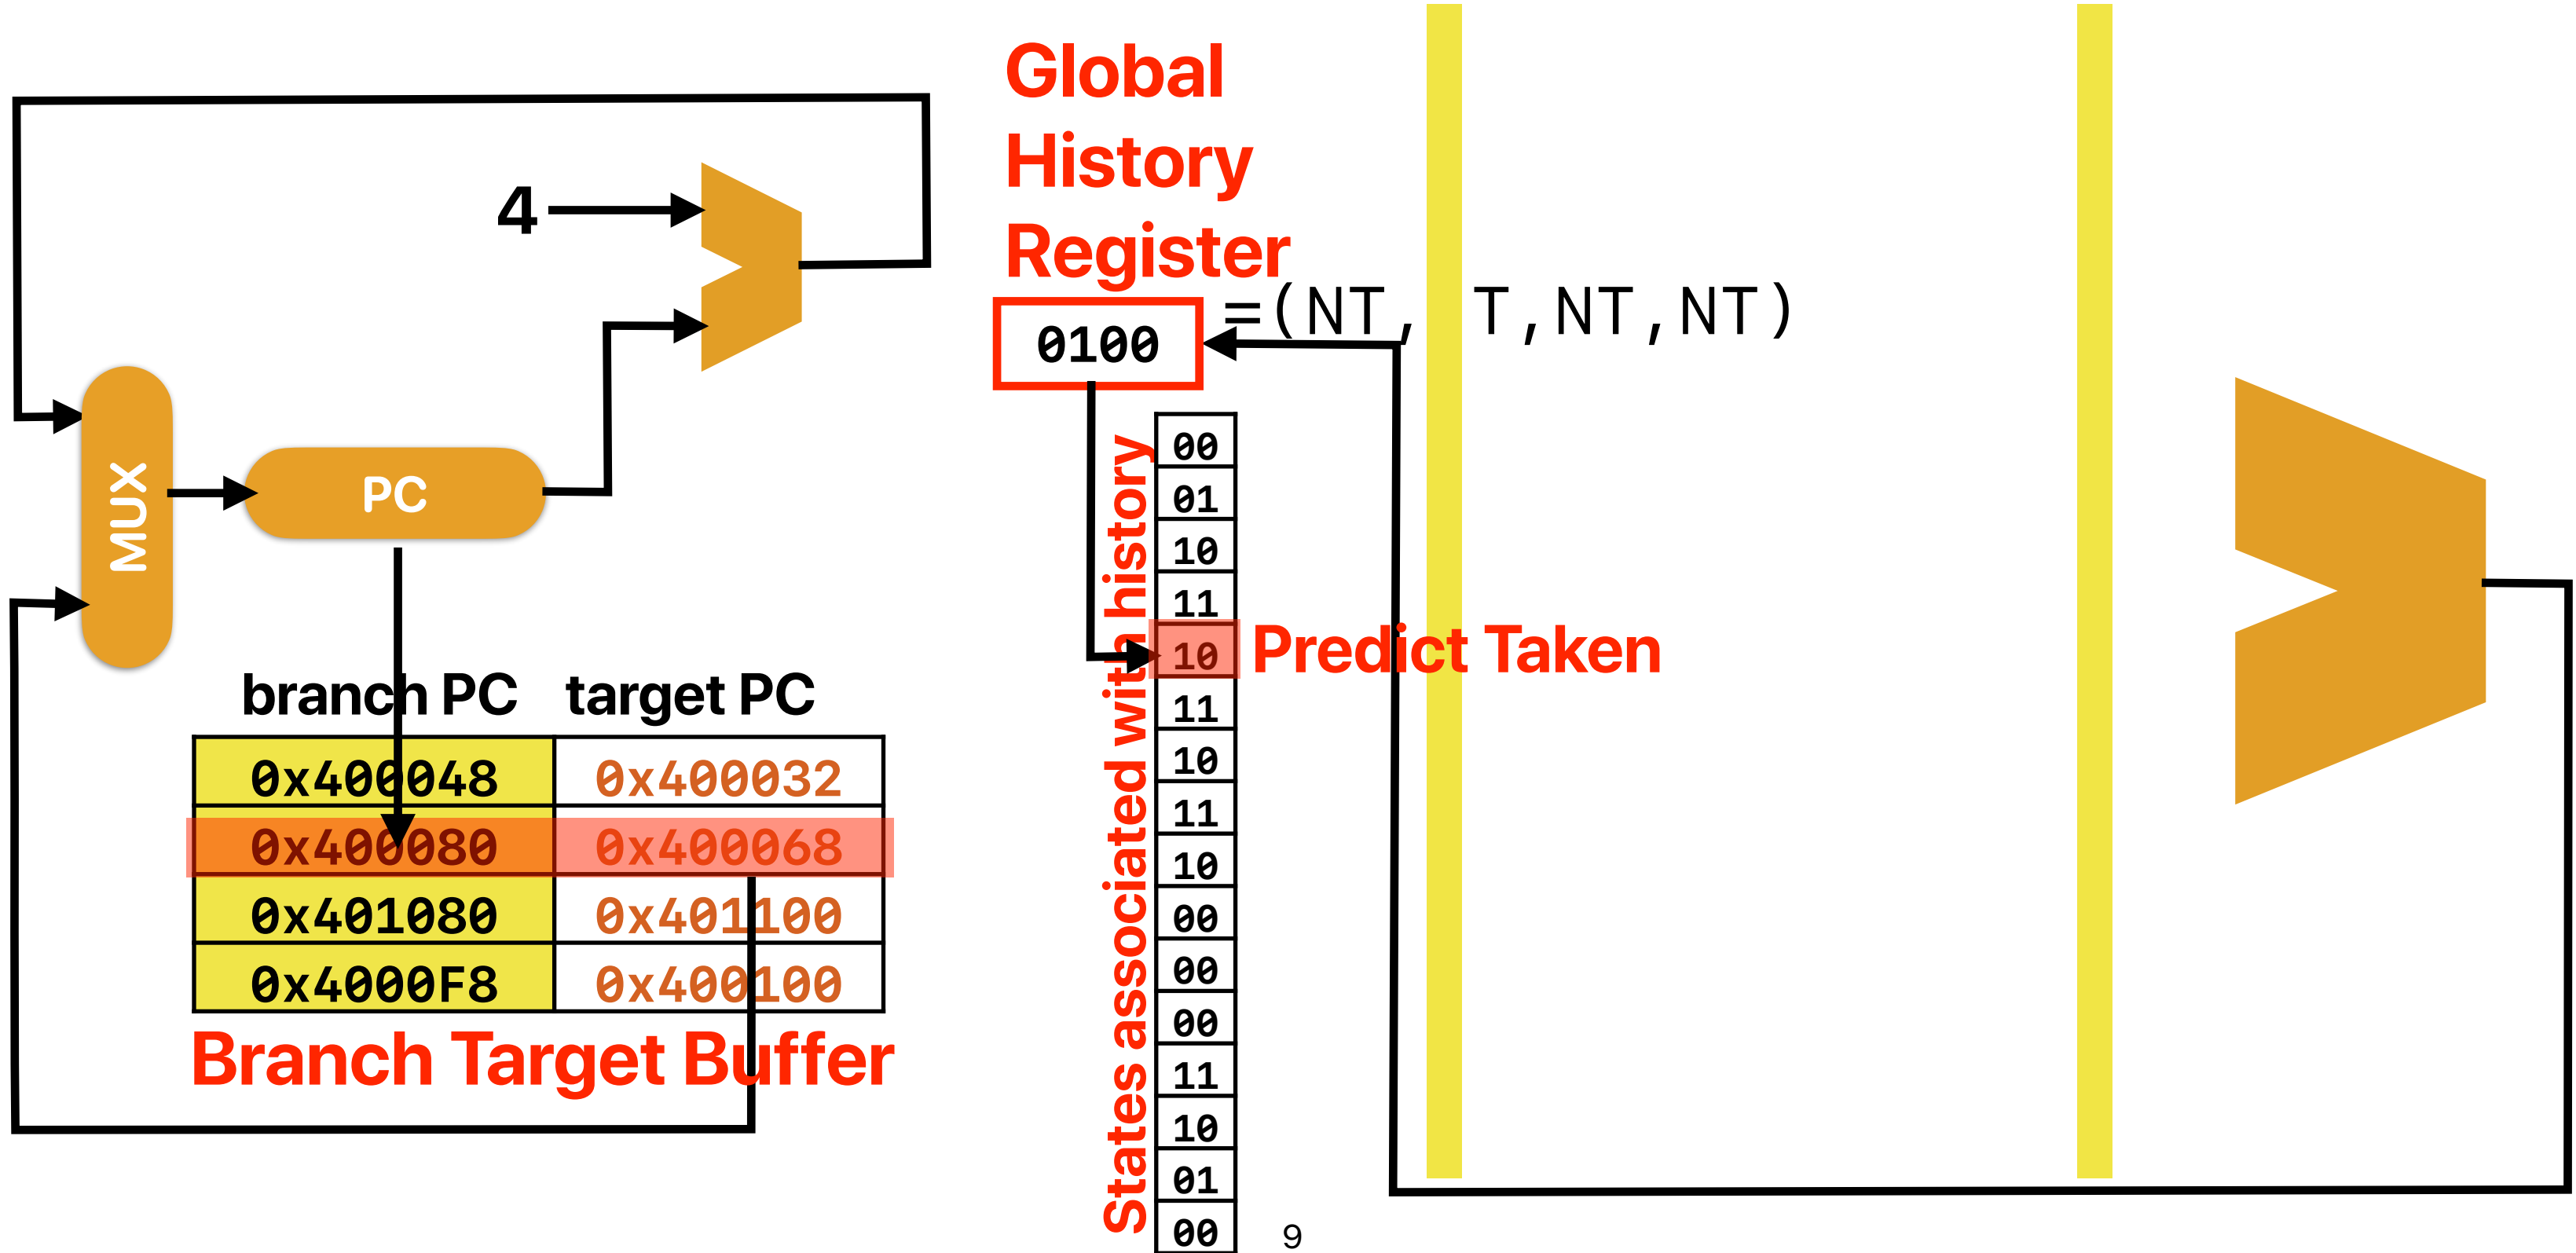 Global
History
Register
4
=(NT, T,NT,NT)
0100
MUX
PC
branch PC target PC
0x400048 0x400032
0x400080 0x400068
0x401080 0x401100
0x4000F8 0x400100
Branch Target Buffer
States associated with history
00
01
10
11
10 Predict Taken
11
10
11
10
00
00
00
11
10
01
00
9